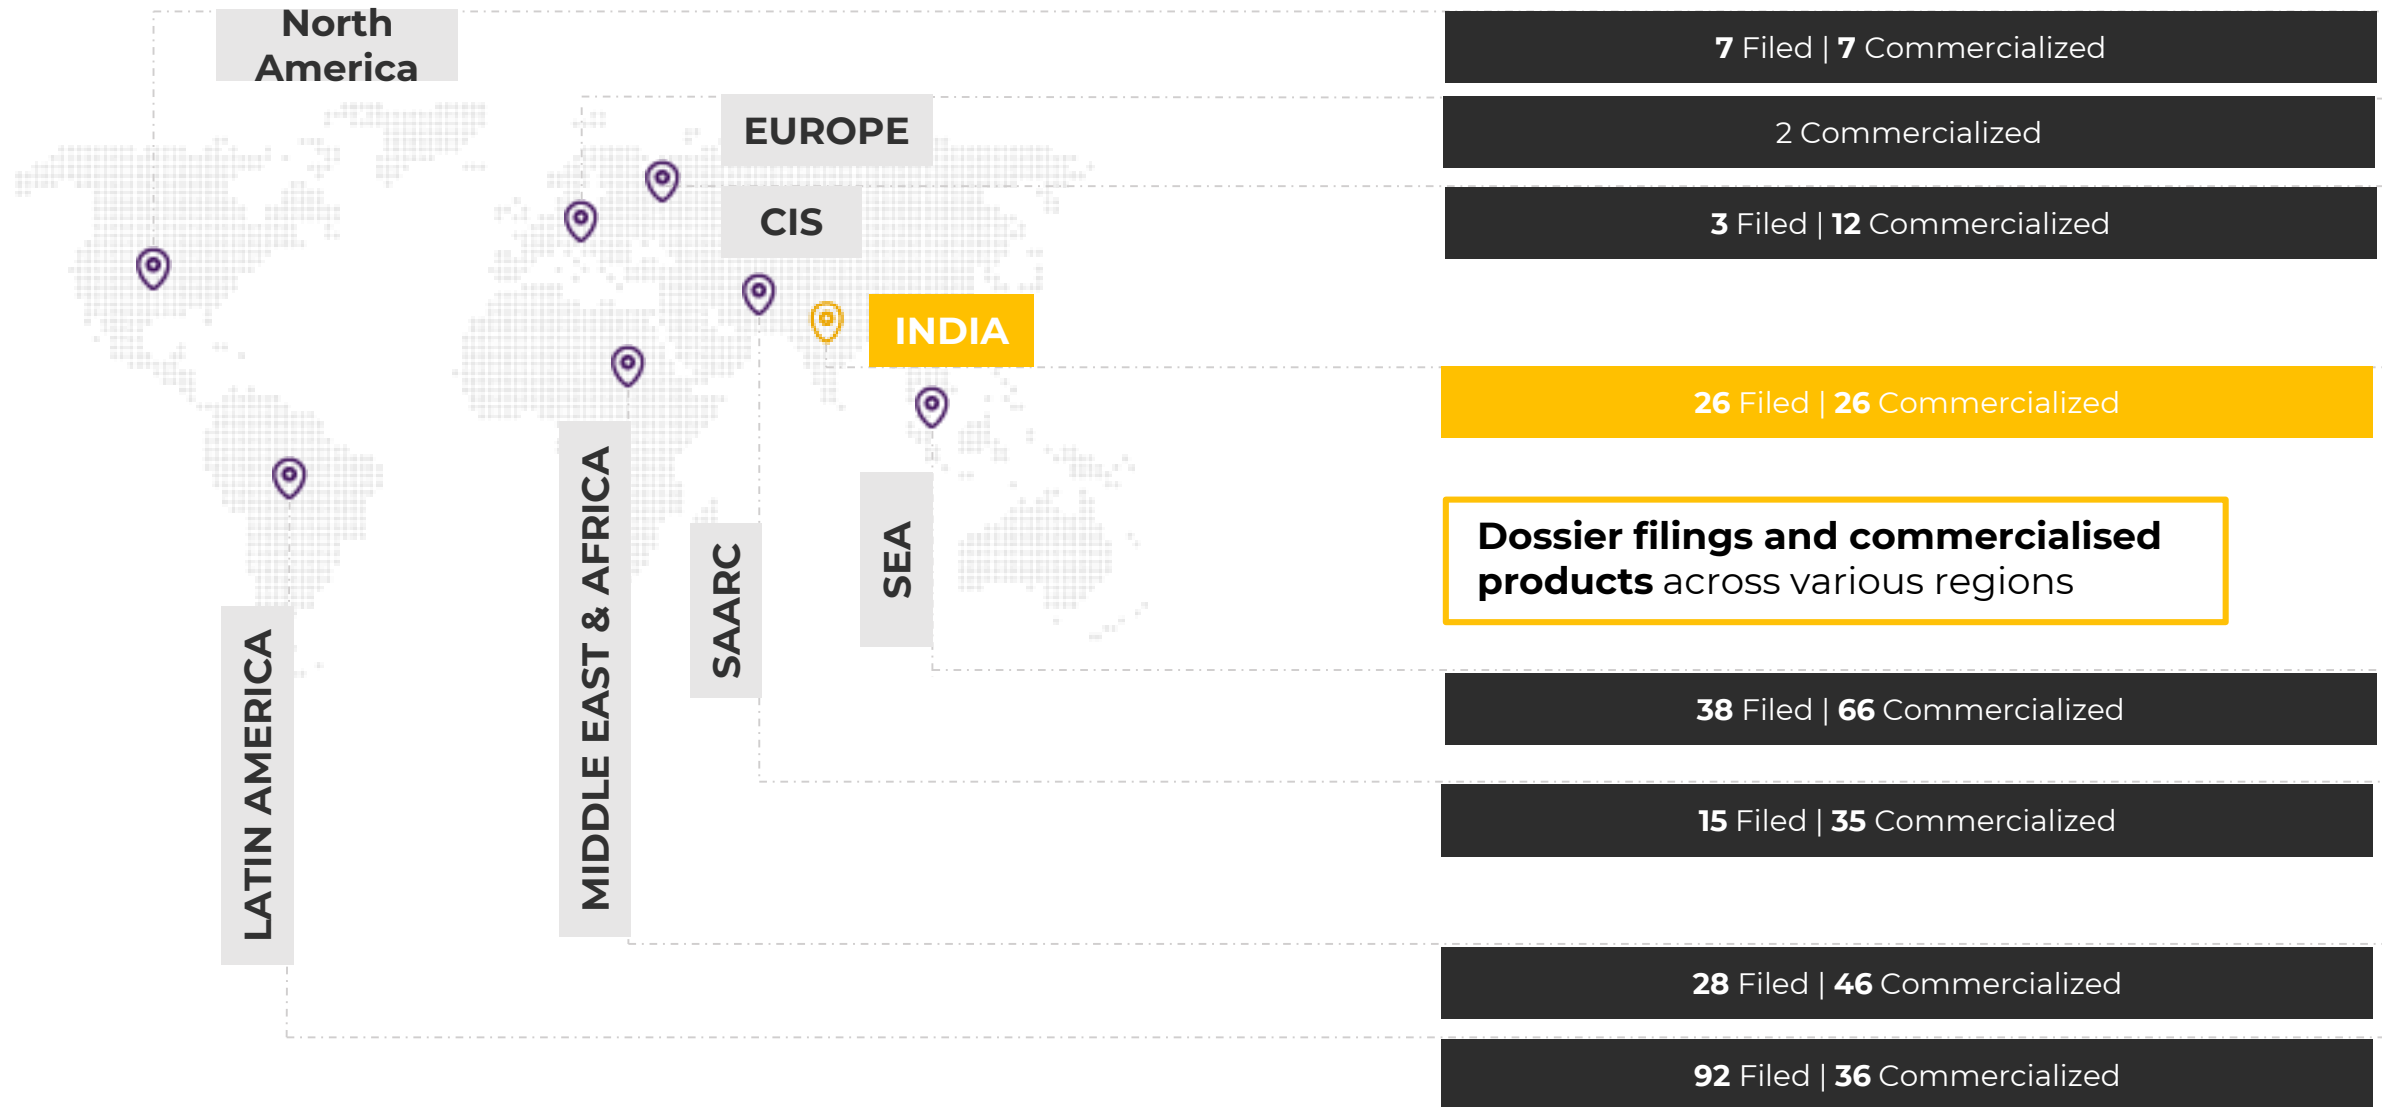 North
America
7 Filed | 7 Commercialized
EUROPE
2 Commercialized
CIS
3 Filed | 12 Commercialized
INDIA
26 Filed | 26 Commercialized
Dossier filings and commercialised
products across various regions
SEA
38 Filed | 66 Commercialized
SAARC
15 Filed | 35 Commercialized
MIDDLE EAST & AFRICA
28 Filed | 46 Commercialized
LATIN AMERICA
92 Filed | 36 Commercialized